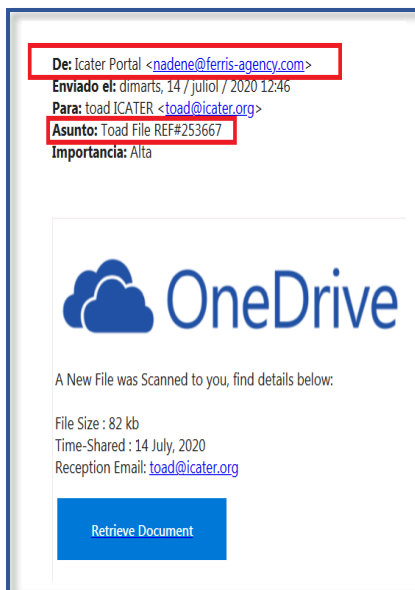 De: Icater Portal <nadene@ferris-agency.com>
Enviado el: dimarts, 14 / juliol / 2020 12:46
Para: toad ICATER <toad@icater.org>
Asunto: Toad File REF#253667
Importancia: Alta
OneDrive
A New File was Scanned to you, find details below:
File Size : 82 kb
Time-Shared : 14 July, 2020
Reception Email: toad@icater.org
Retrieve Document